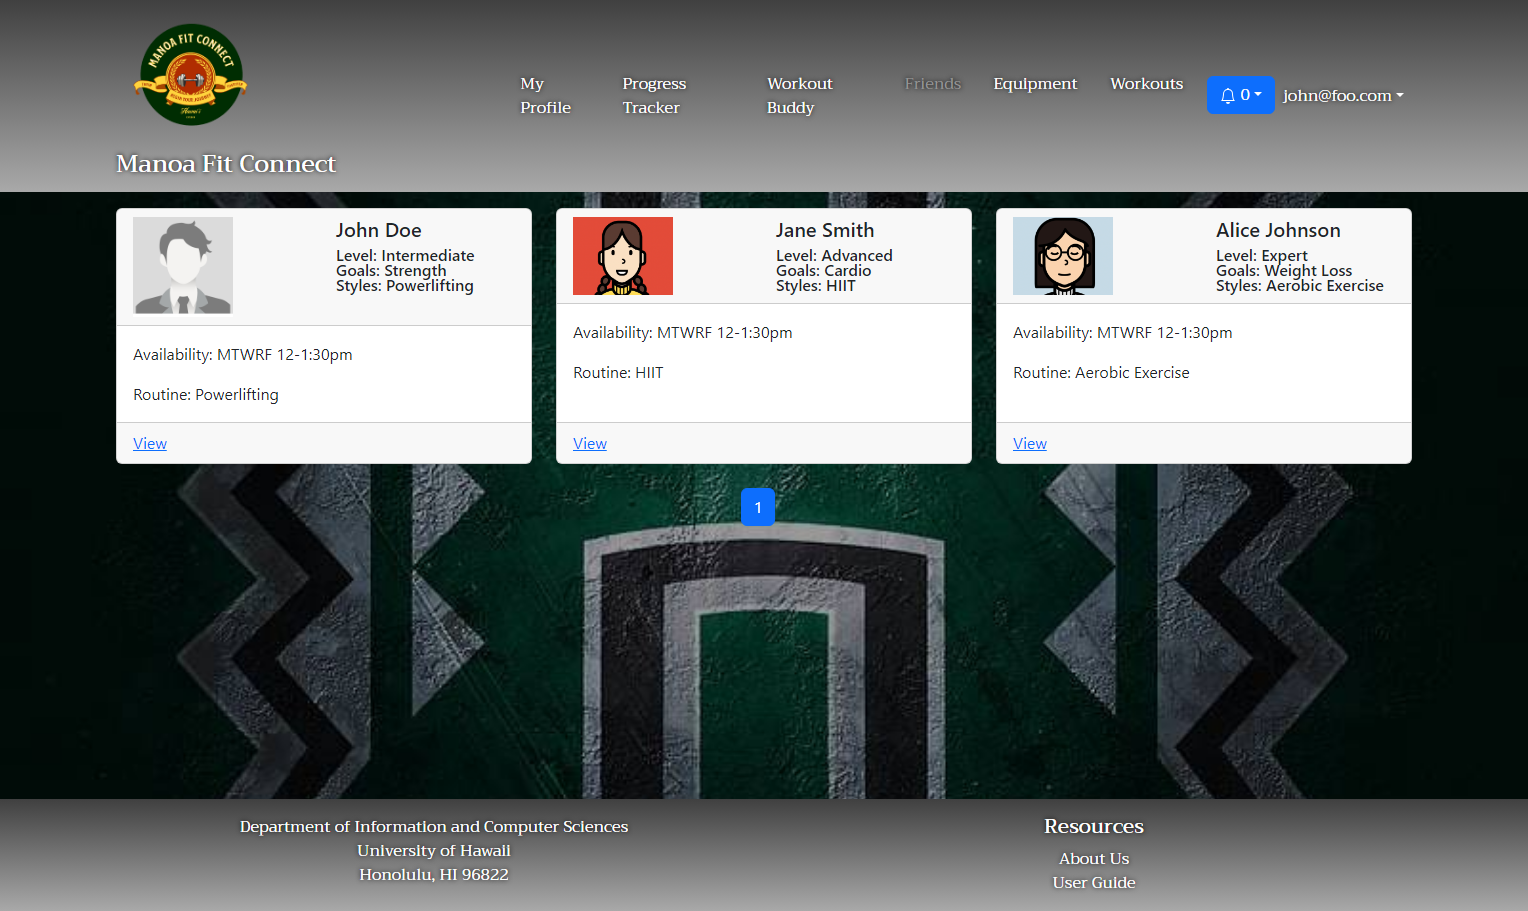 MANOA FIT CONNECT
My Profile
Progress Tracker
Workout Buddy
Friends
Equipment
Workouts
0
john@foo.com
Manoa Fit Connect
John Doe
Level: Intermediate
Goals: Strength
Styles: Powerlifting
Availability: MTWRF 12-1:30pm
Routine: Powerlifting
View
Jane Smith
Level: Advanced
Goals: Cardio
Styles: HIIT
Availability: MTWRF 12-1:30pm
Routine: HIIT
View
Alice Johnson
Level: Expert
Goals: Weight Loss
Styles: Aerobic Exercise
Availability: MTWRF 12-1:30pm
Routine: Aerobic Exercise
View
1
Department of Information and Computer Sciences
University of Hawaii
Honolulu, HI 96822
Resources
About Us
User Guide